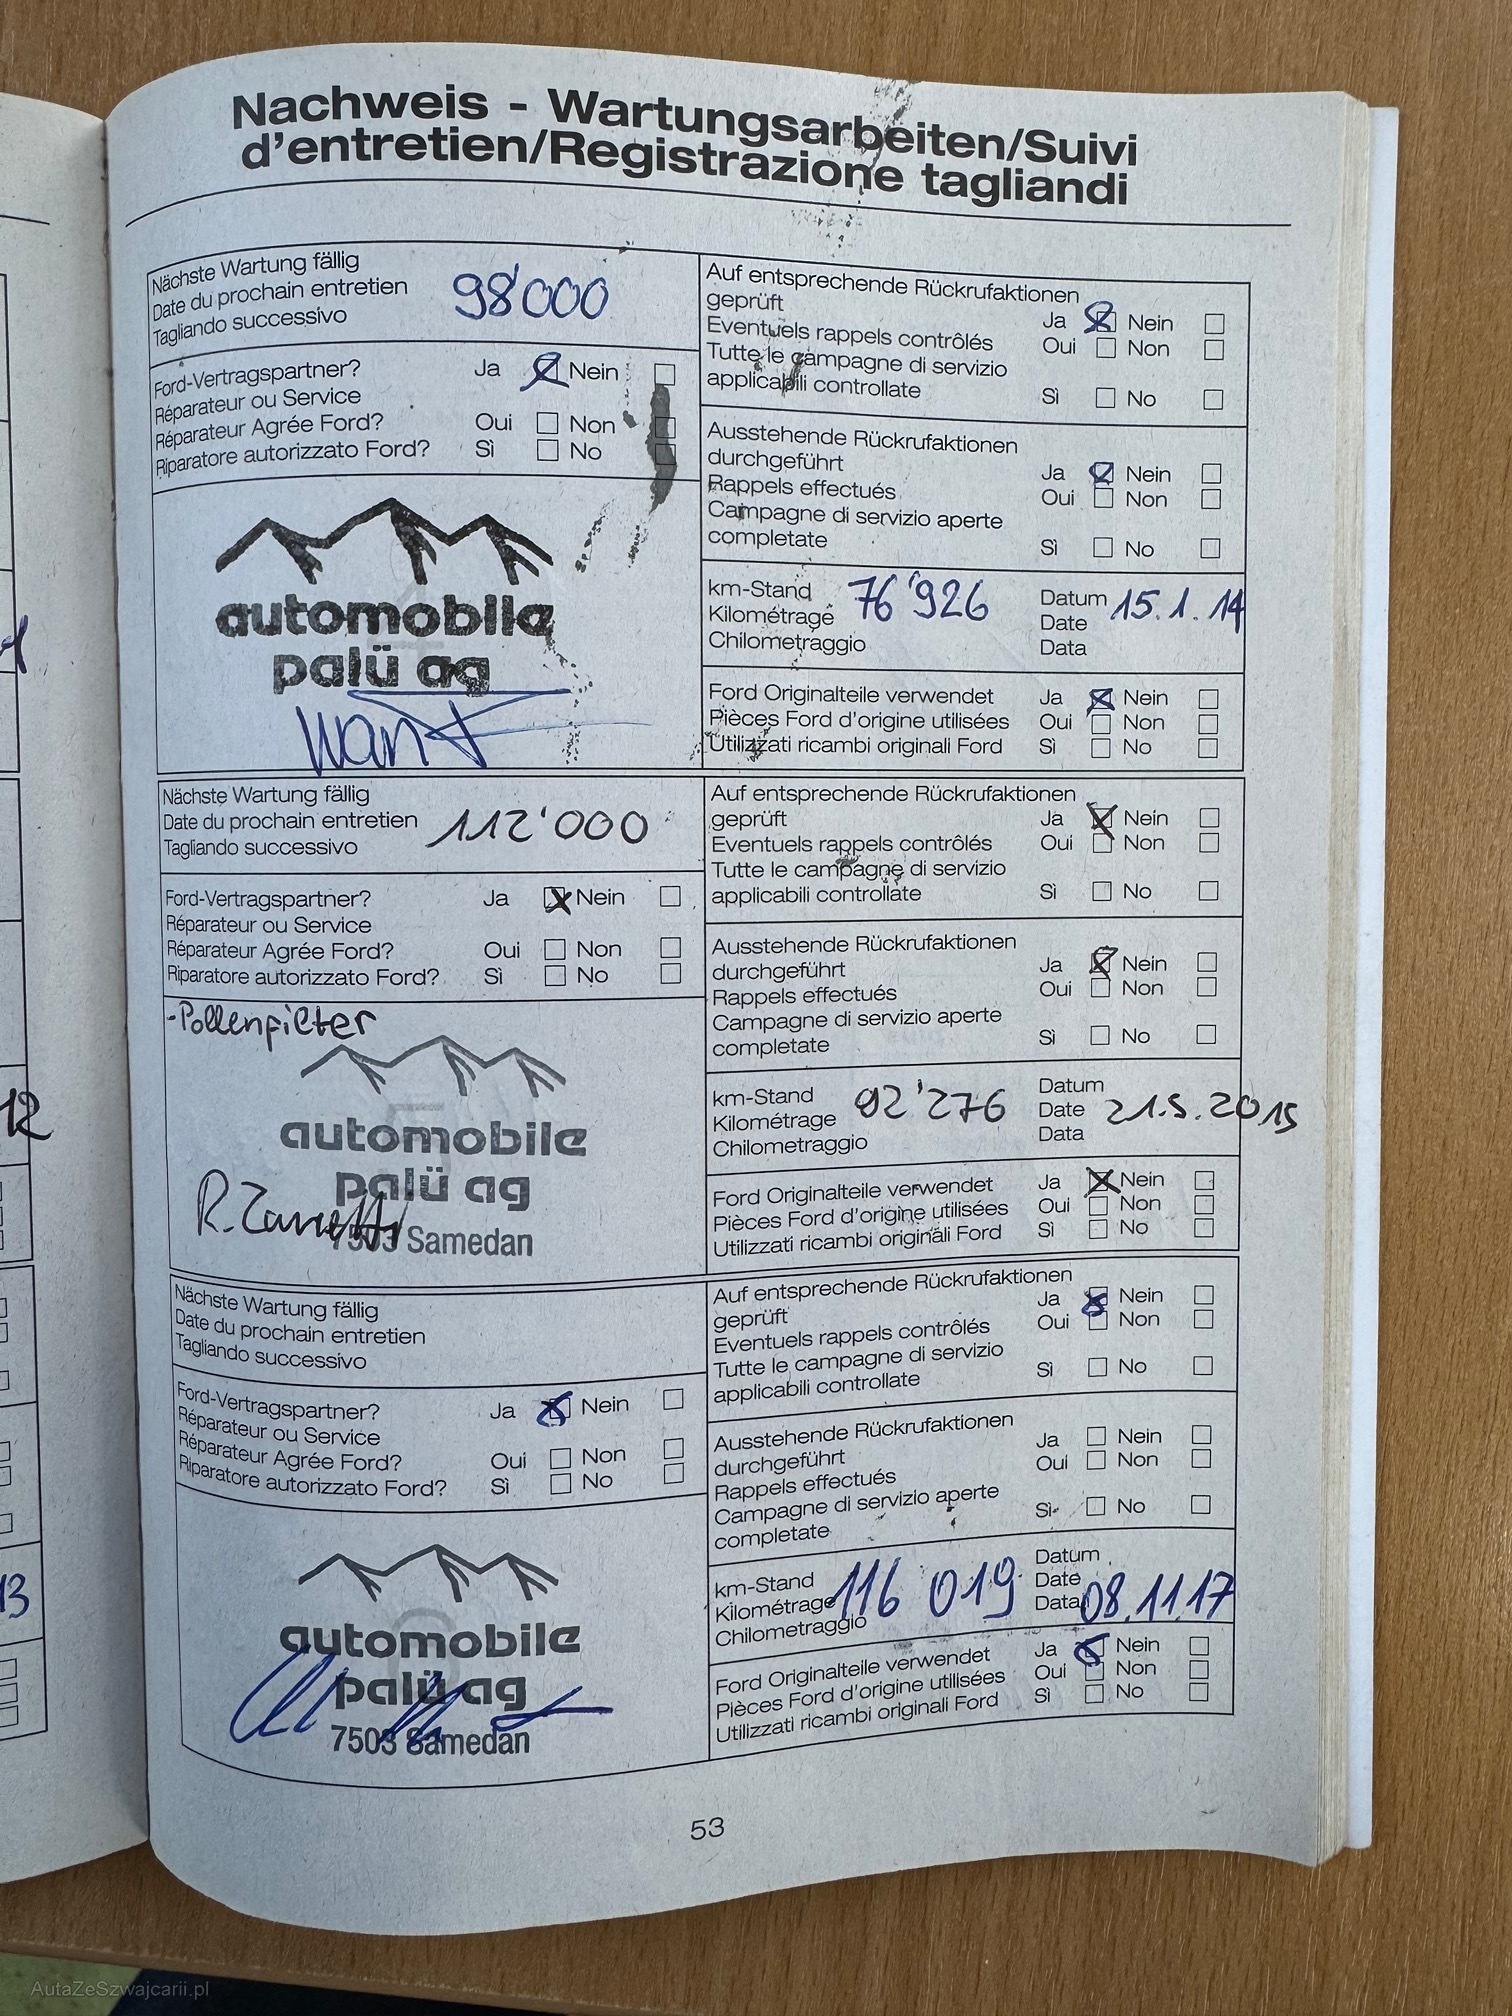 Nachweis - Wartungsarbeiten/Suivi
d'entretien/Registrazione tagliandi
Nächste Wartung fällig
Date du prochain entretien
Tagliando successivo
98'000
Ford-Vertragspartner?
Réparateur ou Service
Réparateur Agrée Ford?
Riparatore autorizzato Ford?
Ja Nein
Oui Non
Sì No
automobile
palü ag
Auf entsprechende Rückrufaktionen
geprüft
Eventuels rappels contrôlés
Tutte le campagne di servizio
applicabili controllate
Ja Nein
Oui Non
Sì No
Ausstehende Rückrufaktionen
durchgeführt
Rappels effectués
Campagne di servizio aperte
completate
Ja Nein
Oui Non
Sì No
km-Stand
Kilométrage
Chilometraggio
76'926
Datum
Date
Data
15.1.14
Ford Originalteile verwendet
Pièces Ford d'origine utilisées
Utilizzati ricambi originali Ford
Ja Nein
Oui Non
Sì No
Nächste Wartung fällig
Date du prochain entretien
Tagliando successivo
112'000
Ford-Vertragspartner?
Réparateur ou Service
Réparateur Agrée Ford?
Riparatore autorizzato Ford?
Ja Nein
Oui Non
Sì No
-Pollenfilter
automobile
palü ag
7503 Samedan
Auf entsprechende Rückrufaktionen
geprüft
Eventuels rappels contrôlés
Tutte le campagne di servizio
applicabili controllate
Ja Nein
Oui Non
Sì No
Ausstehende Rückrufaktionen
durchgeführt
Rappels effectués
Campagne di servizio aperte
completate
Ja Nein
Oui Non
Sì No
km-Stand
Kilométrage
Chilometraggio
92'276
Datum
Date
Data
21.5.2015
Ford Originalteile verwendet
Pièces Ford d'origine utilisées
Utilizzati ricambi originali Ford
Ja Nein
Oui Non
Sì No
Nächste Wartung fällig
Date du prochain entretien
Tagliando successivo
Ford-Vertragspartner?
Réparateur ou Service
Réparateur Agrée Ford?
Riparatore autorizzato Ford?
Ja Nein
Oui Non
Sì No
automobile
palü ag
7503 Samedan
Auf entsprechende Rückrufaktionen
geprüft
Eventuels rappels contrôlés
Tutte le campagne di servizio
applicabili controllate
Ja Nein
Oui Non
Sì No
Ausstehende Rückrufaktionen
durchgeführt
Rappels effectués
Campagne di servizio aperte
completate
Ja Nein
Oui Non
Sì No
km-Stand
Kilométrage
Chilometraggio
116 019
Datum
Date
Data
08.11.17
Ford Originalteile verwendet
Pièces Ford d'origine utilisées
Utilizzati ricambi originali Ford
Ja Nein
Oui Non
Sì No
53
12
13
AutaZeSzwajcarii.pl